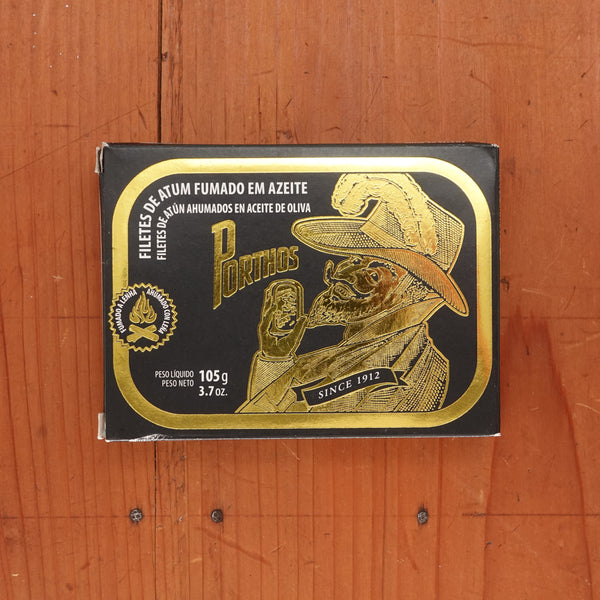 FILETES DE ATUM FUMADO EM AZEITE
FILETES DE ATÚN AHUMADOS EN ACEITE DE OLIVA
PORTHOS
FUMADO A LENHA
AHUMADO CON LEÑA
PESO LÍQUIDO
PESO NETO
105 g
3.7 oz.
SINCE 1912